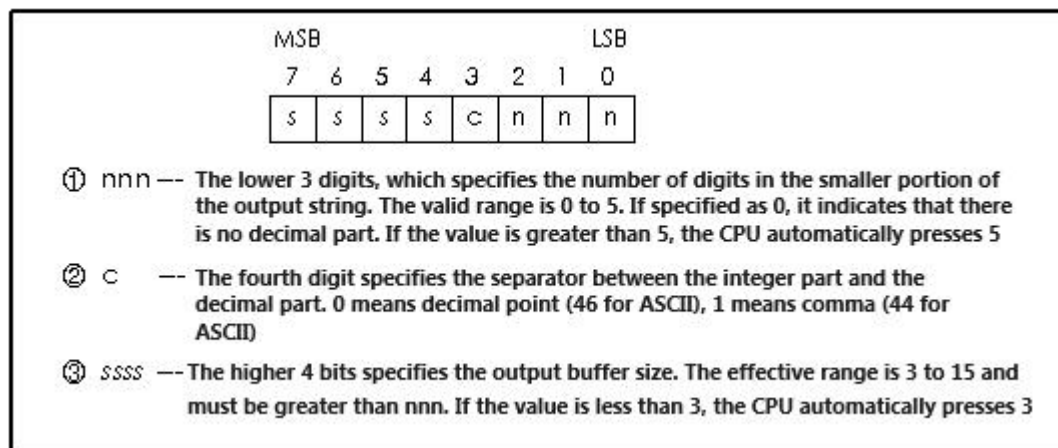 MSB LSB
7 6 5 4 3 2 1 0
s s s s c n n n
① nnn –– The lower 3 digits, which specifies the number of digits in the smaller portion of
the output string. The valid range is 0 to 5. If specified as 0, it indicates that there
is no decimal part. If the value is greater than 5, the CPU automatically presses 5
② c –– The fourth digit specifies the separator between the integer part and the
decimal part. 0 means decimal point (46 for ASCII), 1 means comma (44 for
ASCII)
③ ssss –– The higher 4 bits specifies the output buffer size. The effective range is 3 to 15 and
must be greater than nnn. If the value is less than 3, the CPU automatically presses 3